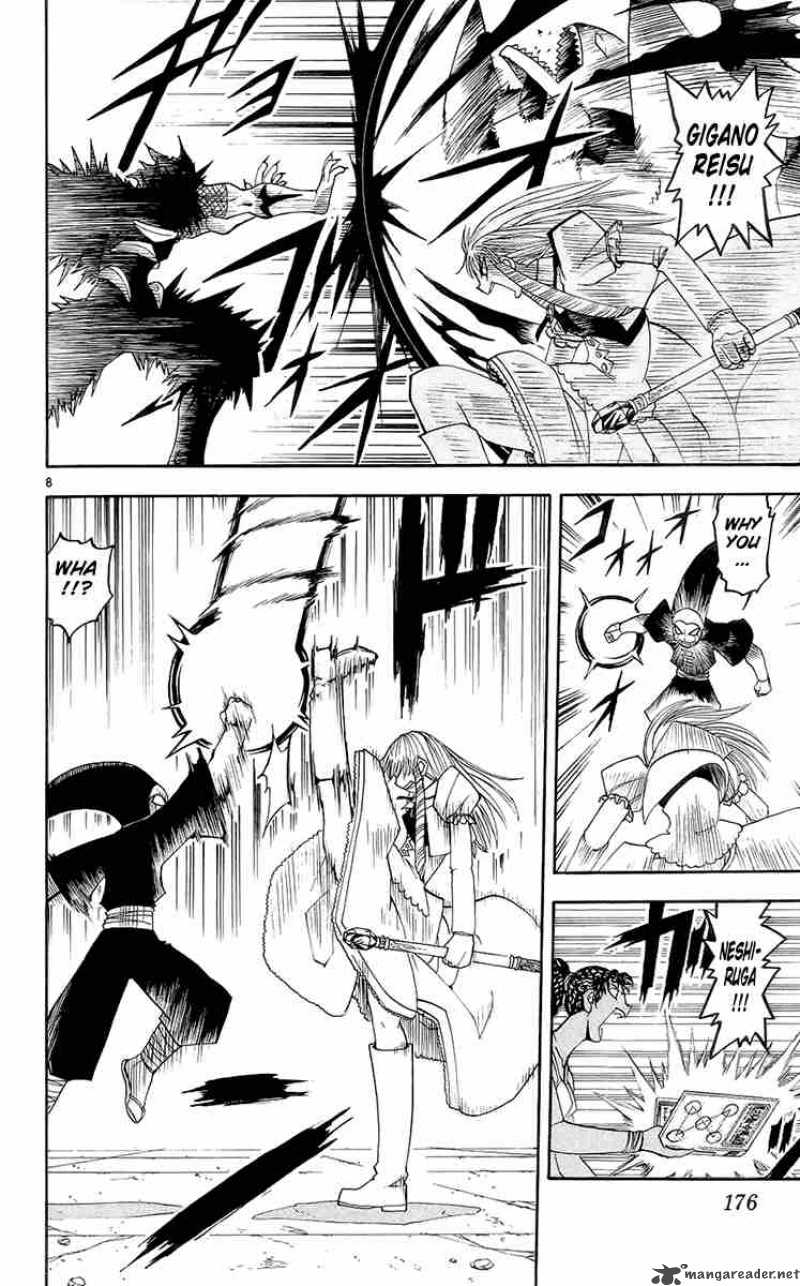 GIGANO
REISU
!!!
8
WHY
YOU
...
NESHI-
RUGA
!!!
WHA
!!?
176
mangareader.net